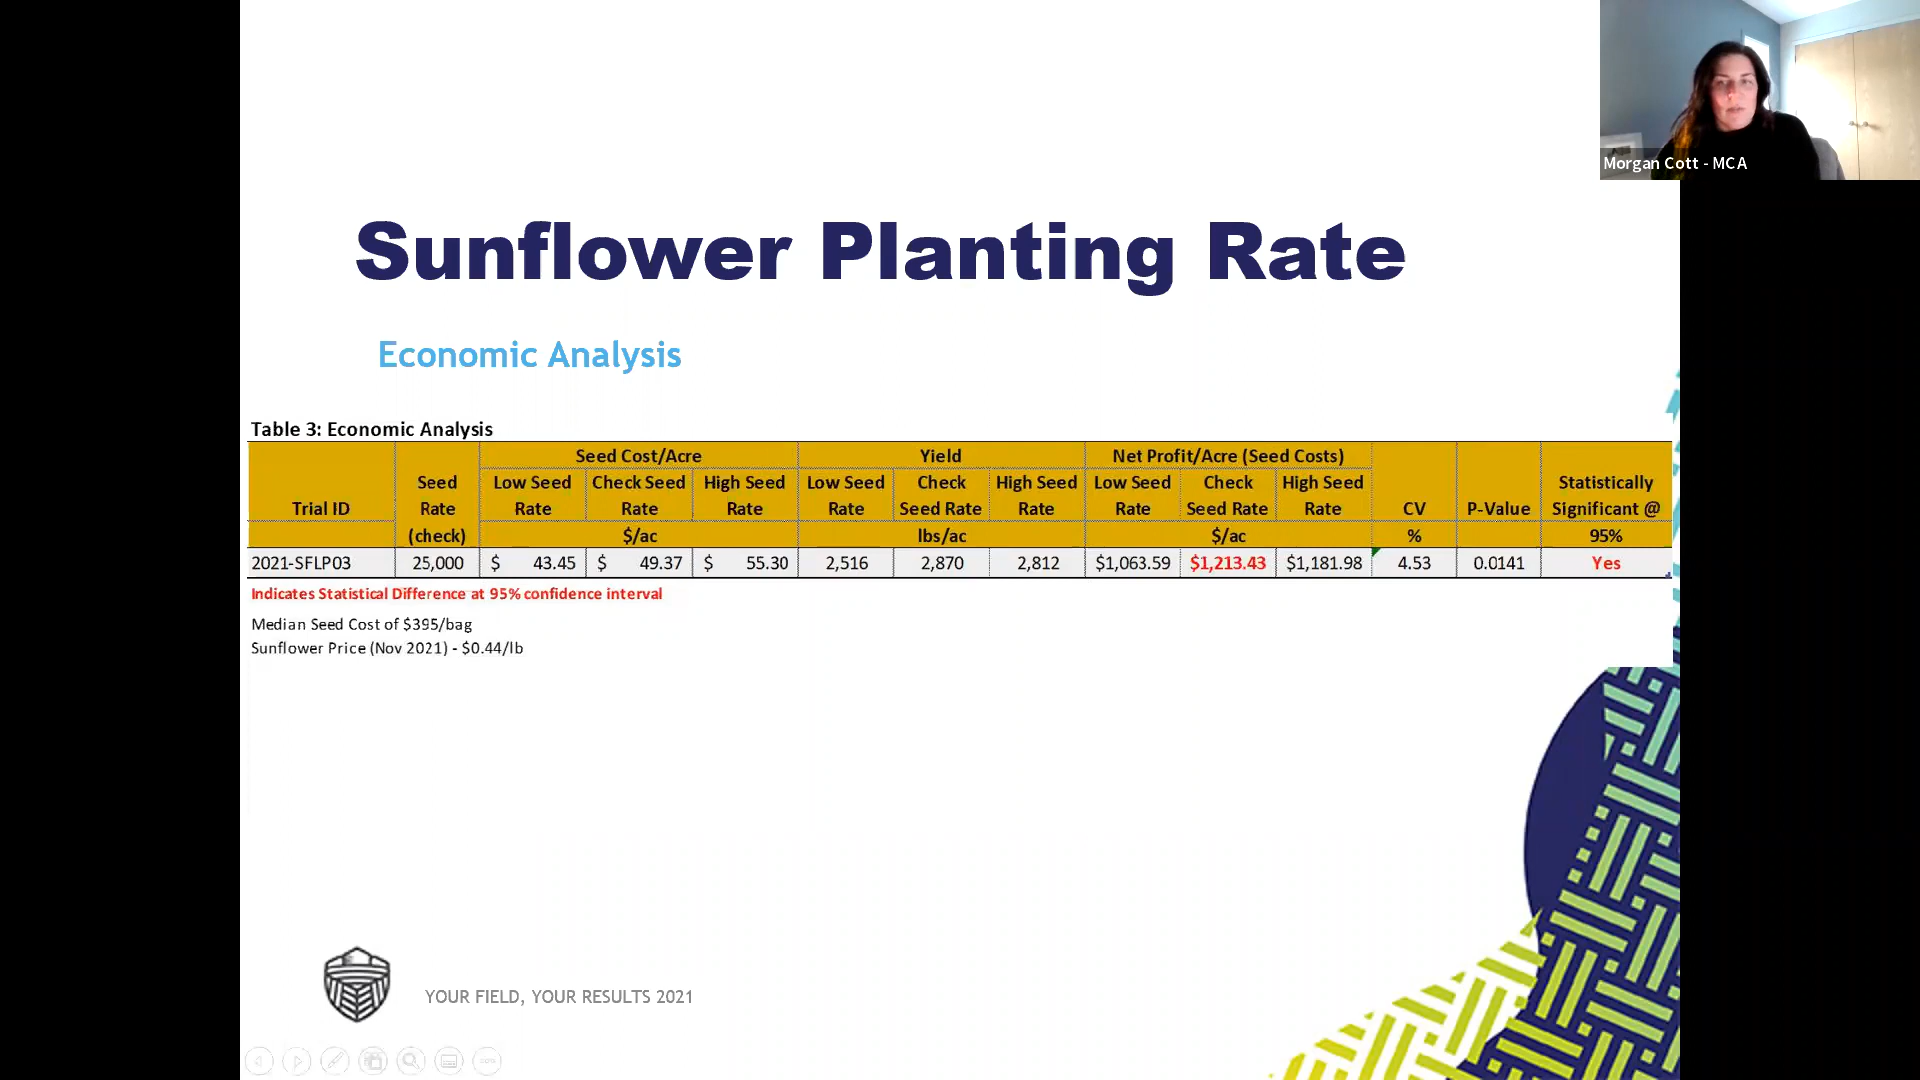 Morgan Cott - MCA
Sunflower Planting Rate
Economic Analysis
Table 3: Economic Analysis
Seed Cost/Acre Yield Net Profit/Acre (Seed Costs)
Seed Low Seed Check Seed High Seed Low Seed Check High Seed Low Seed Check High Seed Statistically
Trial ID Rate Rate Rate Rate Rate Seed Rate Rate Rate Seed Rate Rate CV P-Value Significant @
(check) $/ac lbs/ac $/ac % 95%
2021-SFLP03 25,000 $ 43.45 $ 49.37 $ 55.30 2,516 2,870 2,812 $1,063.59 $1,213.43 $1,181.98 4.53 0.0141 Yes
Indicates Statistical Difference at 95% confidence interval
Median Seed Cost of $395/bag
Sunflower Price (Nov 2021) - $0.44/lb
YOUR FIELD, YOUR RESULTS 2021